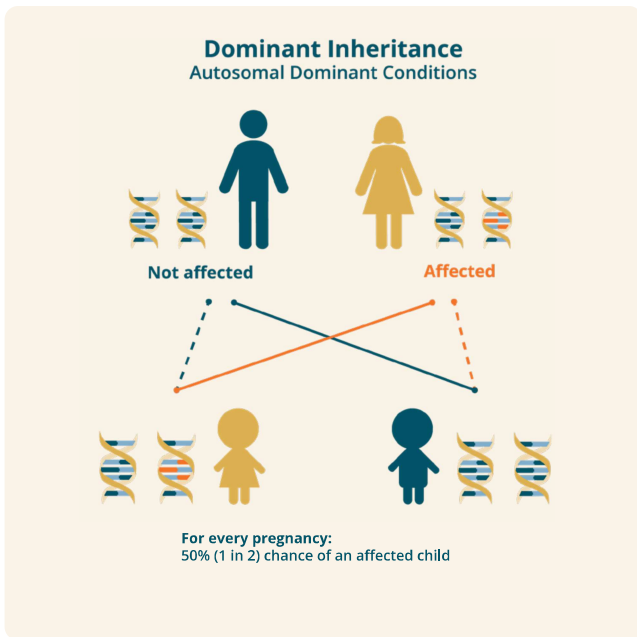 Dominant Inheritance
Autosomal Dominant Conditions
Not affected
Affected
For every pregnancy:
50% (1 in 2) chance of an affected child